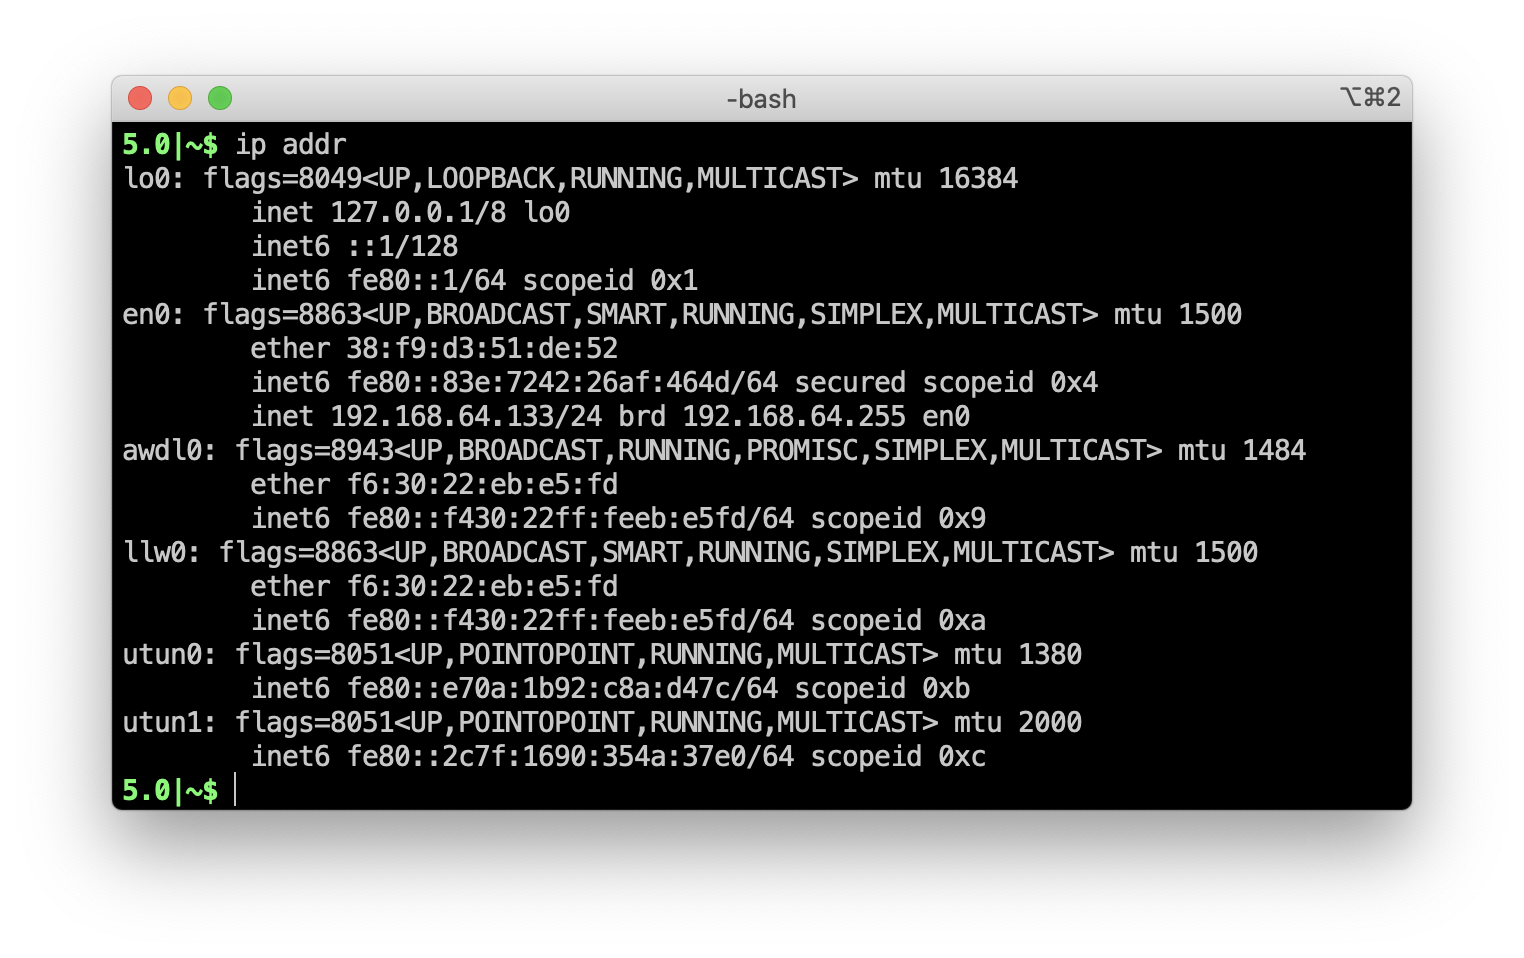 -bash
⌥⌘2
5.0|~$ ip addr
lo0: flags=8049<UP,LOOPBACK,RUNNING,MULTICAST> mtu 16384
        inet 127.0.0.1/8 lo0
        inet6 ::1/128
        inet6 fe80::1/64 scopeid 0x1
en0: flags=8863<UP,BROADCAST,SMART,RUNNING,SIMPLEX,MULTICAST> mtu 1500
        ether 38:f9:d3:51:de:52
        inet6 fe80::83e:7242:26af:464d/64 secured scopeid 0x4
        inet 192.168.64.133/24 brd 192.168.64.255 en0
awdl0: flags=8943<UP,BROADCAST,RUNNING,PROMISC,SIMPLEX,MULTICAST> mtu 1484
        ether f6:30:22:eb:e5:fd
        inet6 fe80::f430:22ff:feeb:e5fd/64 scopeid 0x9
llw0: flags=8863<UP,BROADCAST,SMART,RUNNING,SIMPLEX,MULTICAST> mtu 1500
        ether f6:30:22:eb:e5:fd
        inet6 fe80::f430:22ff:feeb:e5fd/64 scopeid 0xa
utun0: flags=8051<UP,POINTOPOINT,RUNNING,MULTICAST> mtu 1380
        inet6 fe80::e70a:1b92:c8a:d47c/64 scopeid 0xb
utun1: flags=8051<UP,POINTOPOINT,RUNNING,MULTICAST> mtu 2000
        inet6 fe80::2c7f:1690:354a:37e0/64 scopeid 0xc
5.0|~$